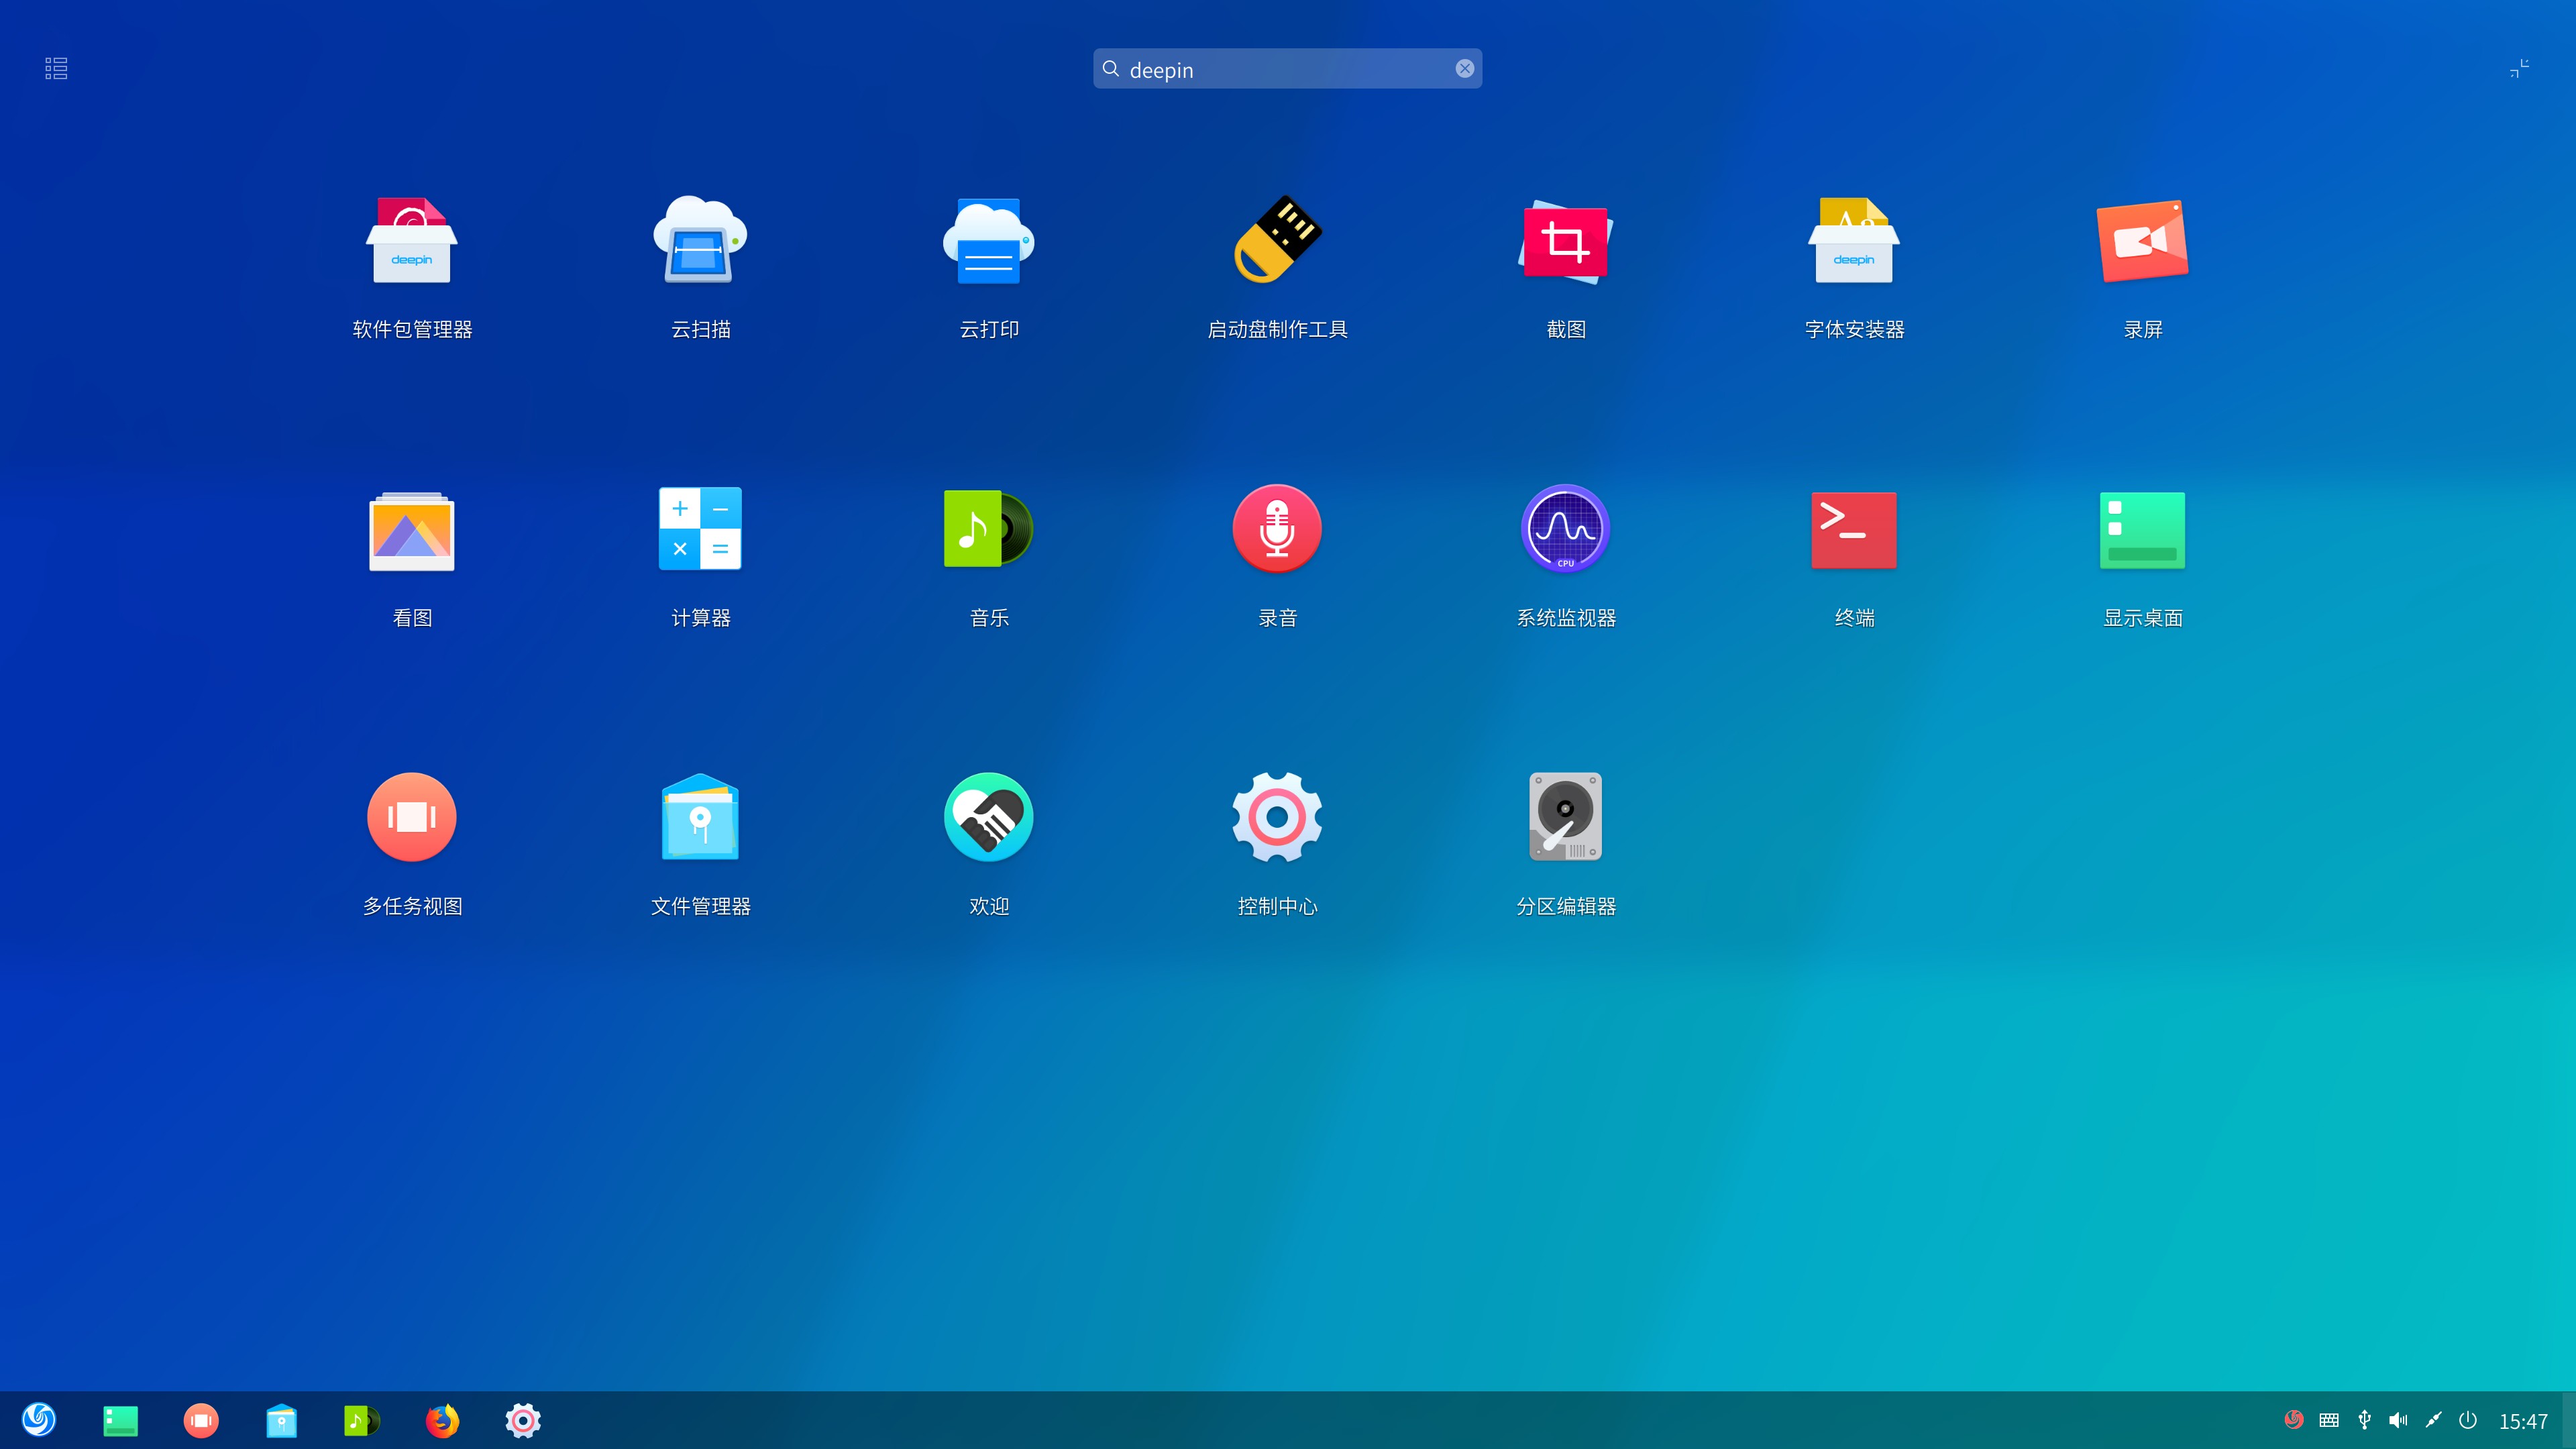 deepin
deepin
deepin
软件包管理器
云扫描
云打印
启动盘制作工具
截图
字体安装器
录屏
CPU
看图
计算器
音乐
录音
系统监视器
终端
显示桌面
多任务视图
文件管理器
欢迎
控制中心
分区编辑器
15:47